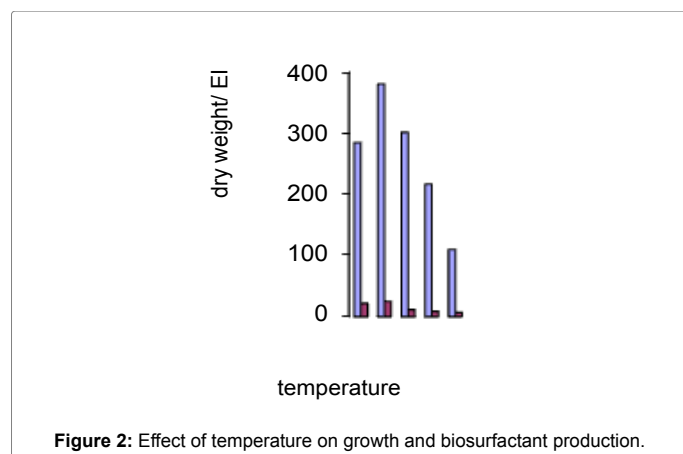 dry weight/ EI
400
300
200
100
0
temperature
Figure 2: Effect of temperature on growth and biosurfactant production.